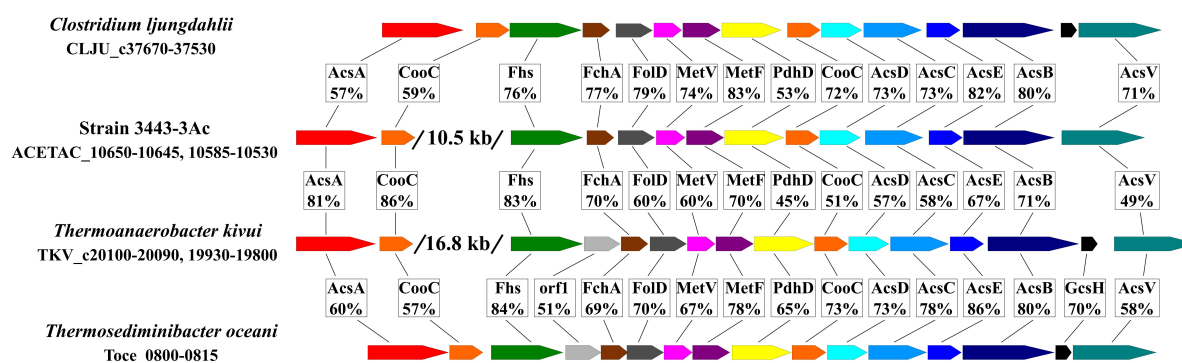 Clostridium ljungdahlii
CLJU_c37670-37530
AcsA CooC Fhs FchA FolD MetV MetF PdhD CooC AcsD AcsC AcsE AcsB AcsV
57% 59% 76% 77% 79% 74% 83% 53% 72% 73% 73% 82% 80% 71%
Strain 3443-3Ac
/ 10.5 kb/
ACETAC_10650-10645, 10585-10530
AcsA CooC Fhs FchA FolD MetV MetF PdhD CooC AcsD AcsC AcsE AcsB AcsV
81% 86% 83% 70% 60% 60% 70% 45% 51% 57% 58% 67% 71% 49%
Thermoanaerobacter kivui
/16.8 kb/
TKV_c20100-20090, 19930-19800
AcsA CooC Fhs orf1 FchA FolD MetV MetF PdhD CooC AcsD AcsC AcsE AcsB GcsH AcsV
60% 57% 84% 51% 69% 70% 67% 78% 65% 73% 73% 78% 86% 80% 70% 58%
Thermosediminibacter oceani
Toce_0800-0815